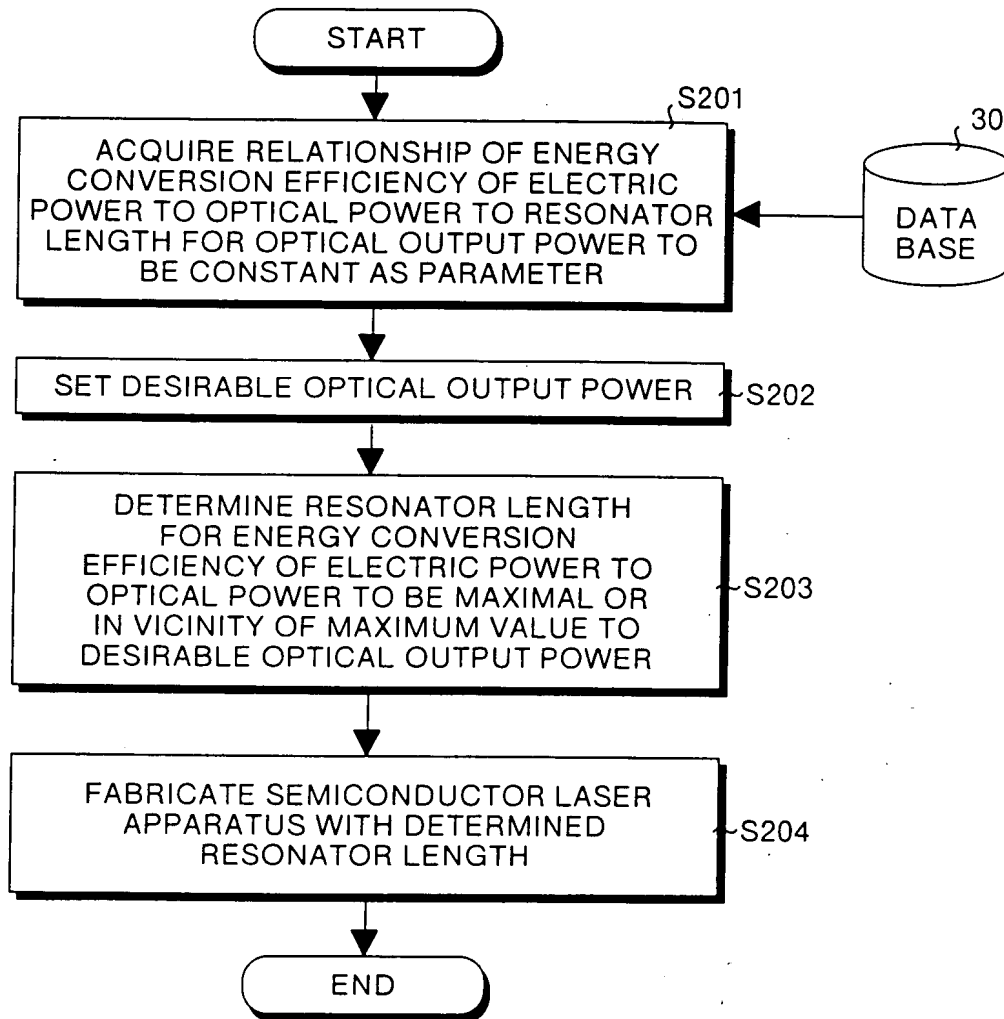 START
S201
30
ACQUIRE RELATIONSHIP OF ENERGY
CONVERSION EFFICIENCY OF ELECTRIC
POWER TO OPTICAL POWER TO RESONATOR
LENGTH FOR OPTICAL OUTPUT POWER TO
BE CONSTANT AS PARAMETER
DATA
BASE
SET DESIRABLE OPTICAL OUTPUT POWER
S202
DETERMINE RESONATOR LENGTH
FOR ENERGY CONVERSION
EFFICIENCY OF ELECTRIC POWER TO
OPTICAL POWER TO BE MAXIMAL OR
IN VICINITY OF MAXIMUM VALUE TO
DESIRABLE OPTICAL OUTPUT POWER
S203
FABRICATE SEMICONDUCTOR LASER
APPARATUS WITH DETERMINED
RESONATOR LENGTH
S204
END